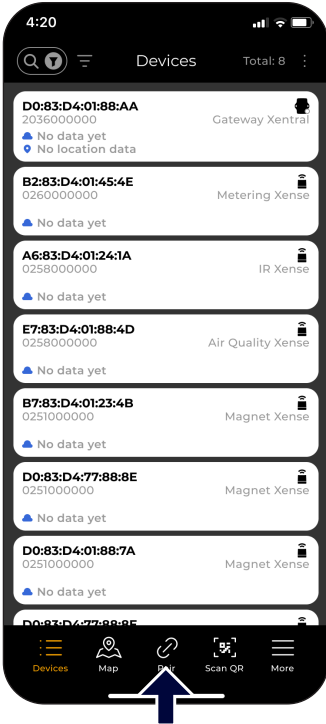 4:20
Devices
Total: 8
D0:83:D4:01:88:AA
2036000000 Gateway Xentral
No data yet
No location data
B2:83:D4:01:45:4E
0260000000 Metering Xense
No data yet
A6:83:D4:01:24:1A
0258000000 IR Xense
No data yet
E7:83:D4:01:88:4D
0258000000 Air Quality Xense
No data yet
B7:83:D4:01:23:4B
0251000000 Magnet Xense
No data yet
D0:83:D4:77:88:8E
0251000000 Magnet Xense
No data yet
D0:83:D4:01:88:7A
0251000000 Magnet Xense
No data yet
Devices Map Pair Scan QR More